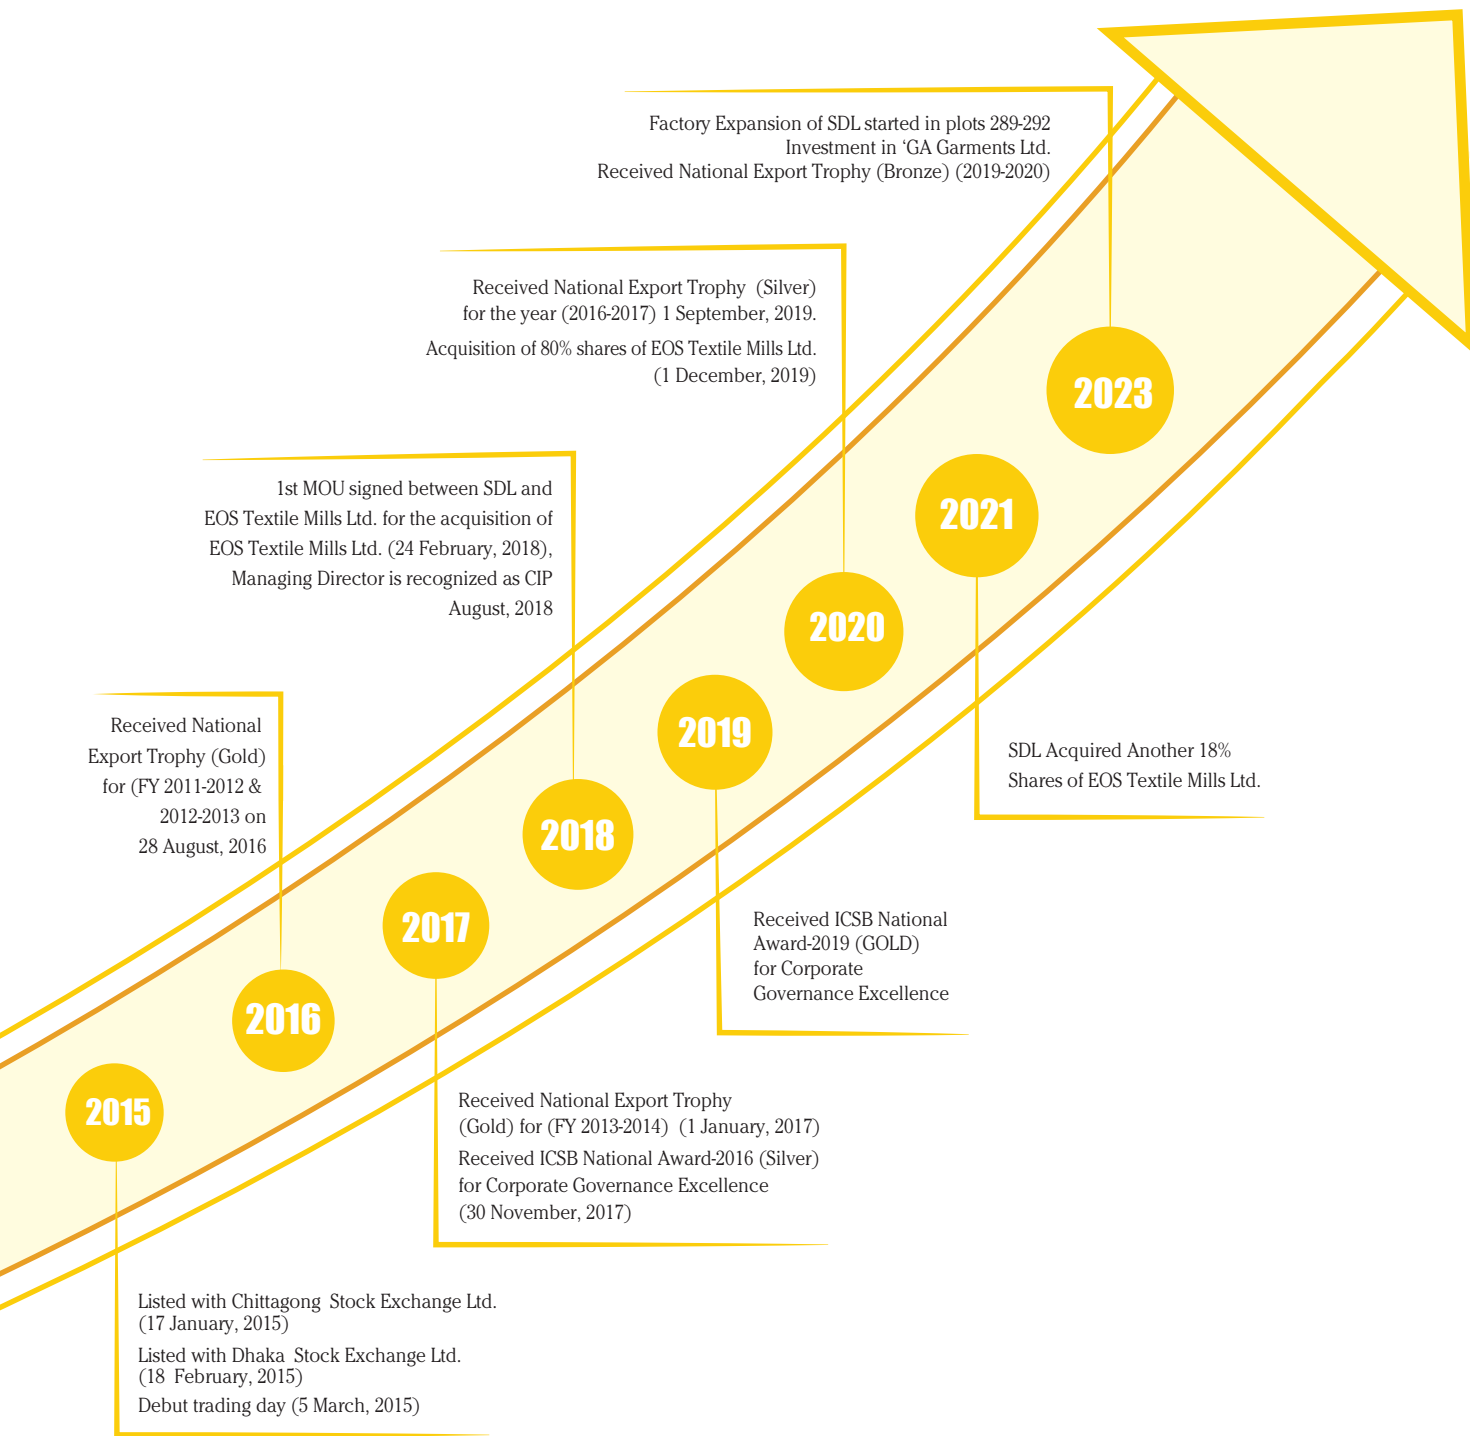 Factory Expansion of SDL started in plots 289-292
Investment in ‘GA Garments Ltd.
Received National Export Trophy (Bronze) (2019-2020)
2023
Received National Export Trophy (Silver)
for the year (2016-2017) 1 September, 2019.
Acquisition of 80% shares of EOS Textile Mills Ltd.
(1 December, 2019)
2020
2021
SDL Acquired Another 18%
Shares of EOS Textile Mills Ltd.
1st MOU signed between SDL and
EOS Textile Mills Ltd. for the acquisition of
EOS Textile Mills Ltd. (24 February, 2018),
Managing Director is recognized as CIP
August, 2018
2018
2019
Received ICSB National
Award-2019 (GOLD)
for Corporate
Governance Excellence
Received National
Export Trophy (Gold)
for (FY 2011-2012 &
2012-2013 on
28 August, 2016
2016
2017
Received National Export Trophy
(Gold) for (FY 2013-2014) (1 January, 2017)
Received ICSB National Award-2016 (Silver)
for Corporate Governance Excellence
(30 November, 2017)
2015
Listed with Chittagong Stock Exchange Ltd.
(17 January, 2015)
Listed with Dhaka Stock Exchange Ltd.
(18 February, 2015)
Debut trading day (5 March, 2015)